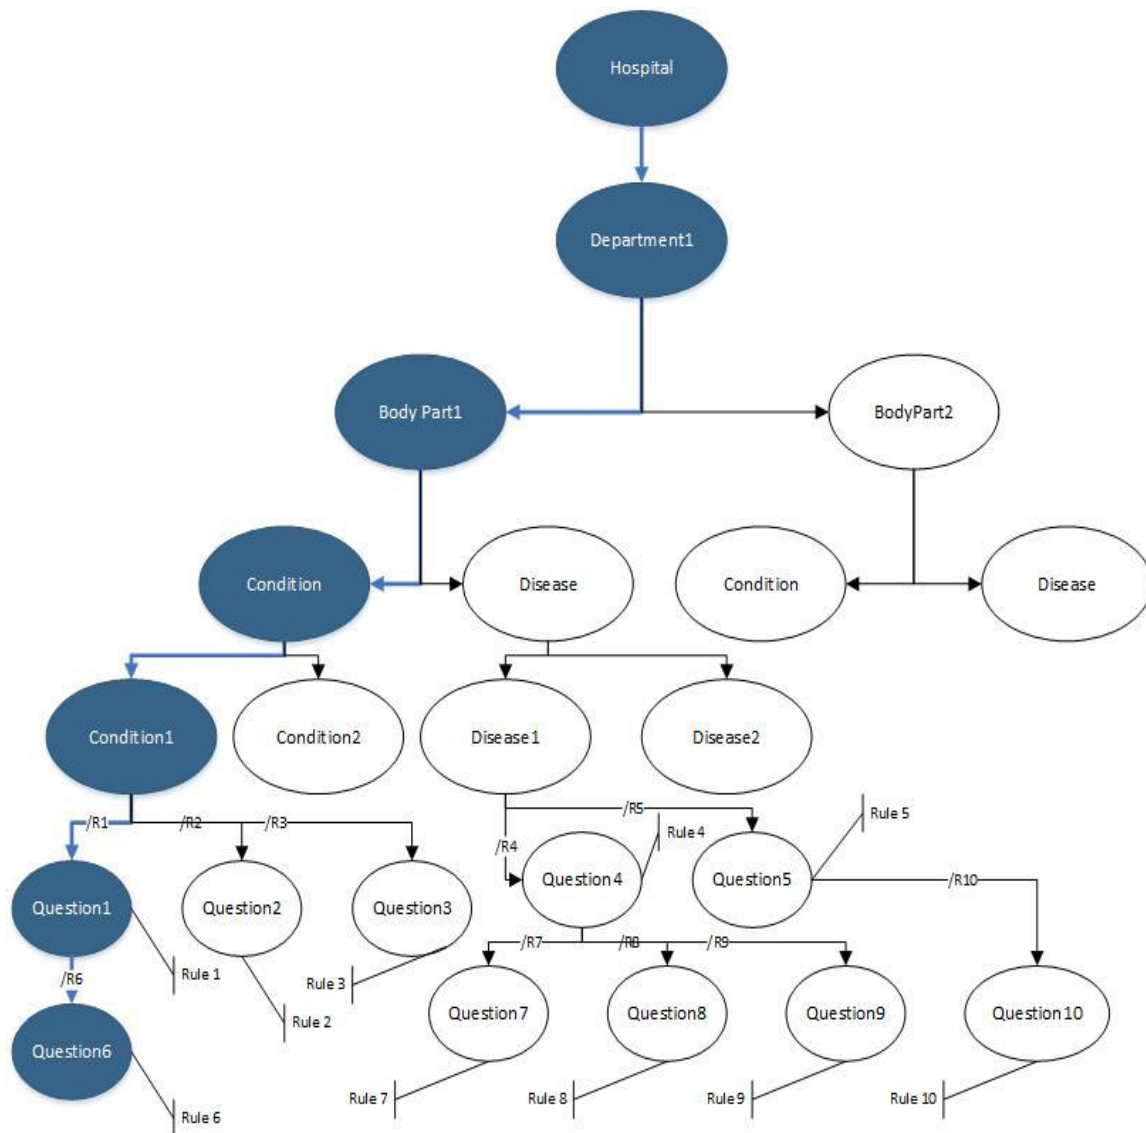 Hospital
Department1
Body Part1
BodyPart2
Condition
Disease
Condition
Disease
Condition1
Condition2
Disease1
Disease2
/R1
/R2
/R3
/R5
/R4
Rule 4
Rule 5
Question1
Question2
Question3
Question4
Question5
/R10
/R6
Rule 1
Rule 2
Rule 3
/R7
/R8
/R9
Question6
Question7
Question8
Question9
Question10
Rule 6
Rule 7
Rule 8
Rule 9
Rule 10